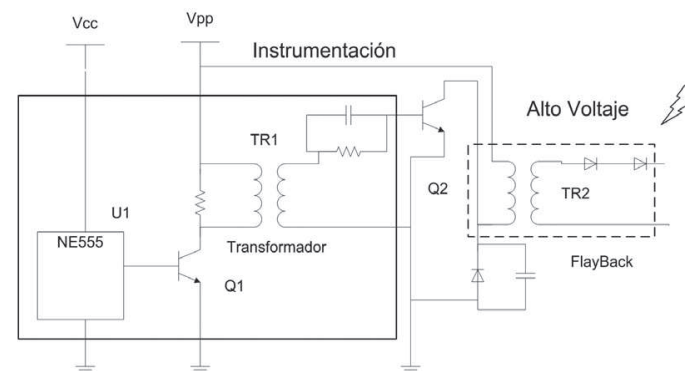 Vcc
Vpp
Instrumentación
Alto Voltaje
TR1
U1
NE555
Transformador
Q1
Q2
TR2
FlayBack